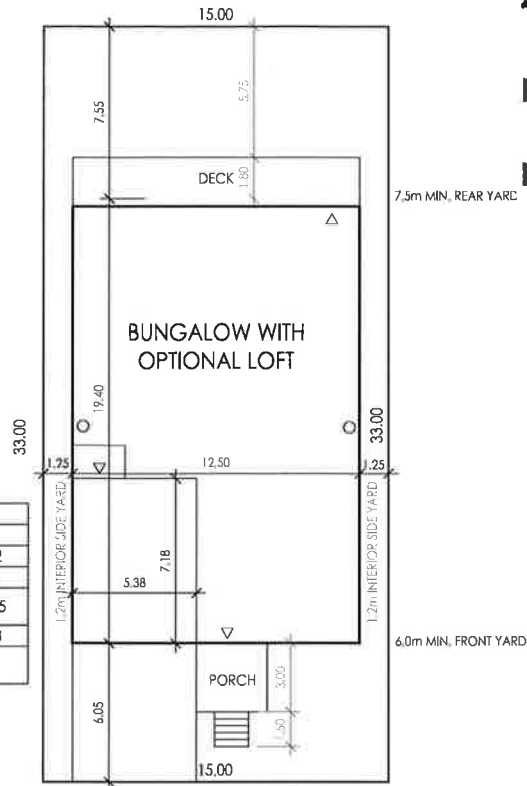 15.00
7.55
5.75
DECK
1.80
7.5m MIN. REAR YARD
BUNGALOW WITH
OPTIONAL LOFT
19.40
33.00
33.00
1.25
12.50
1.25
1.2m INTERIOR SIDE YARD
7.18
5.38
1.2m INTERIOR SIDE YARD
6.0m MIN. FRONT YARD
PORCH
3.00
6.05
1.50
15.00